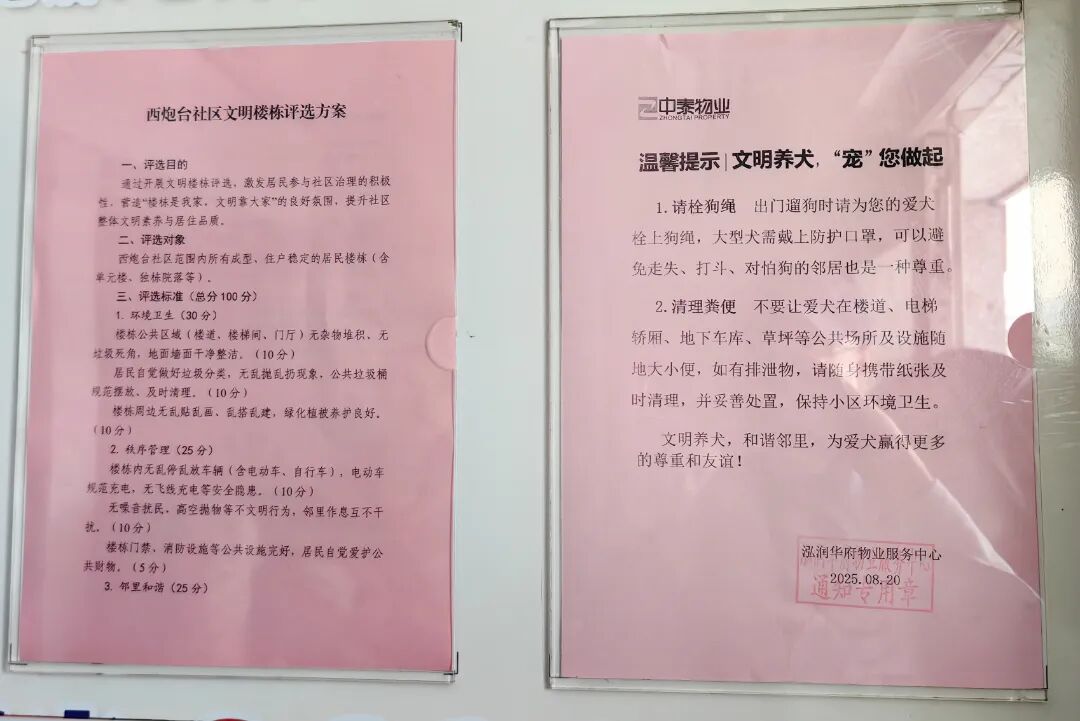 西炮台社区文明楼栋评选方案
一、评选目的
通过开展文明楼栋评选，激发居民参与社区治理的积极
性，营造“楼栋是我家，文明靠大家”的良好氛围，提升社区
整体文明素养与居住品质。
二、评选对象
西炮台社区范围内所有成型、住户稳定的居民楼栋（含
单元楼、独栋院落等）。
三、评选标准（总分100分）
1. 环境卫生（30分）
楼栋公共区域（楼道、楼梯间、门厅）无杂物堆积、无
垃圾死角，地面墙面干净整洁。（10分）
居民自觉做好垃圾分类，无乱抛乱扔现象，公共垃圾桶
规范摆放、及时清理。（10分）
楼栋周边无乱贴乱画、乱搭乱建，绿化植被养护良好。
（10分）
2. 秩序管理（25分）
楼栋内无乱停乱放车辆（含电动车、自行车），电动车
规范充电，无飞线充电等安全隐患。（10分）
无噪音扰民、高空抛物等不文明行为，邻里作息互不干
扰。（10分）
楼栋门禁、消防设施等公共设施完好，居民自觉爱护公
共财物。（5分）
3. 邻里和谐（25分）
中泰物业
ZHONGTAI PROPERTY
温馨提示|文明养犬，“宠”您做起
1.请栓狗绳 出门遛狗时请为您的爱犬
栓上狗绳，大型犬需戴上防护口罩，可以避
免走失、打斗、对怕狗的邻居也是一种尊重。
2.清理粪便 不要让爱犬在楼道、电梯
轿厢、地下车库、草坪等公共场所及设施随
地大小便，如有排泄物，请随身携带纸张及
时清理，并妥善处置，保持小区环境卫生。
文明养犬，和谐邻里，为爱犬赢得更多
的尊重和友谊！
泓润华府物业服务中心
泓润华府物业服务中心
2025.08.20
通知专用章